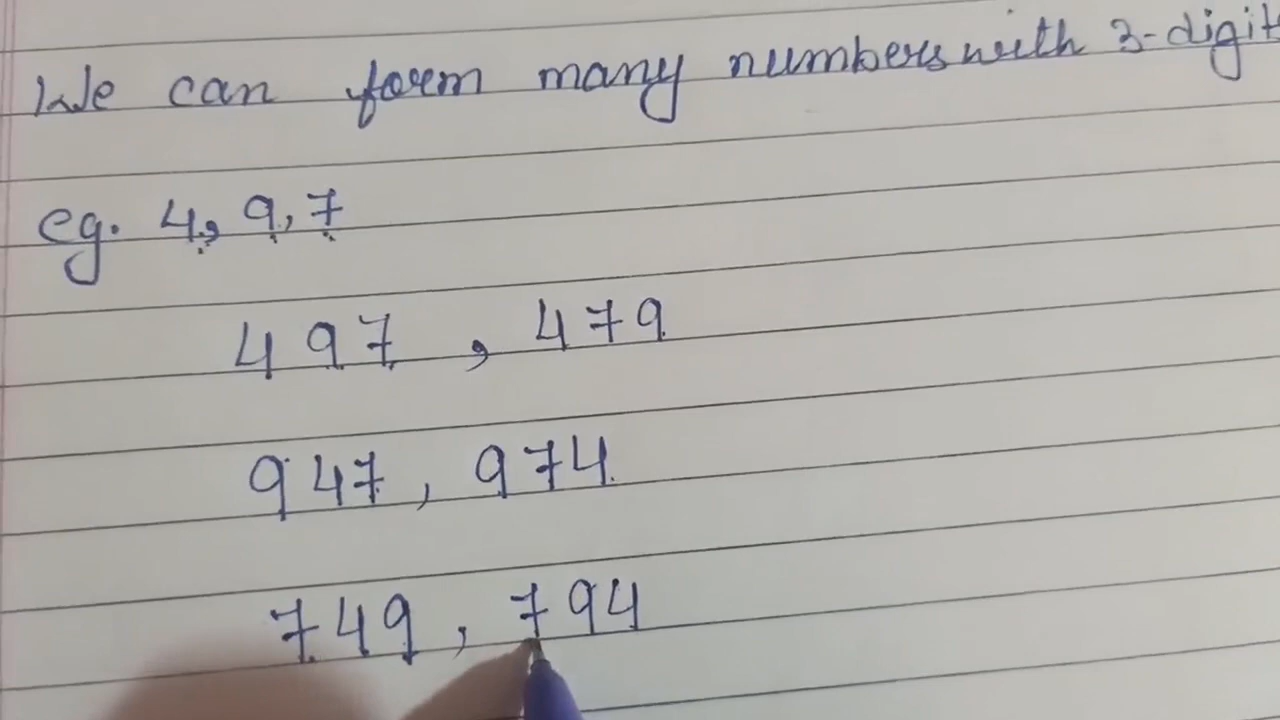 We can form many numbers with 3-digit
eg. 4, 9, 7
497 , 479
947 , 974
749 , 794